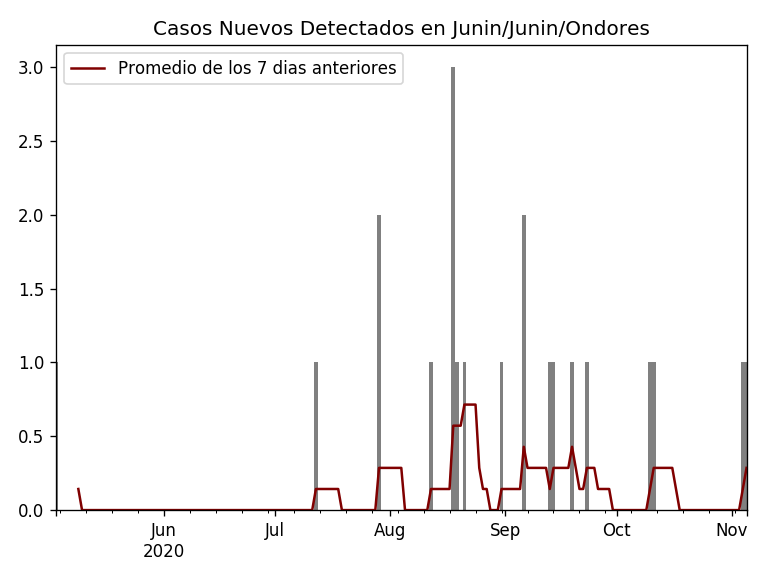 Casos Nuevos Detectados en Junin/Junin/Ondores
Promedio de los 7 dias anteriores
3.0
2.5
2.0
1.5
1.0
0.5
0.0
Jun Jul Aug Sep Oct Nov
2020